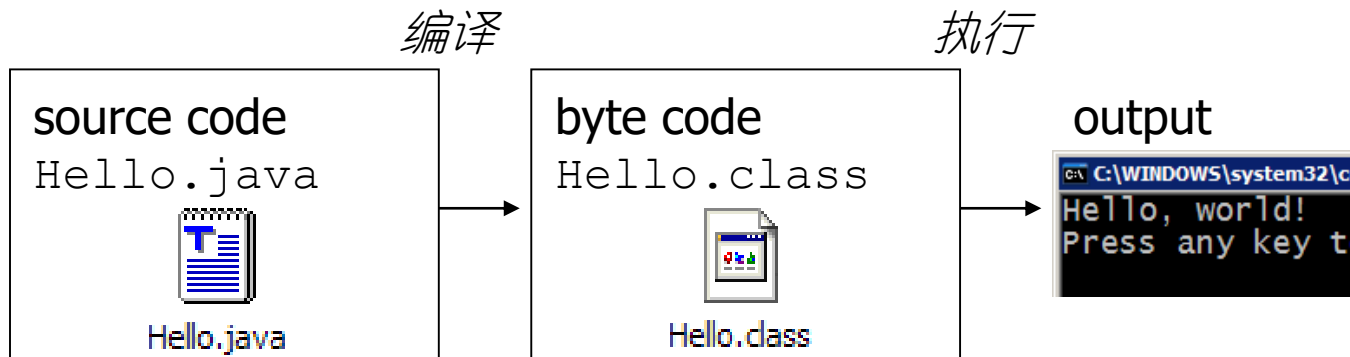 编译
执行
source code
Hello.java
Hello.java
byte code
Hello.class
Hello.class
output
C:\WINDOWS\system32\c
Hello, world!
Press any key t